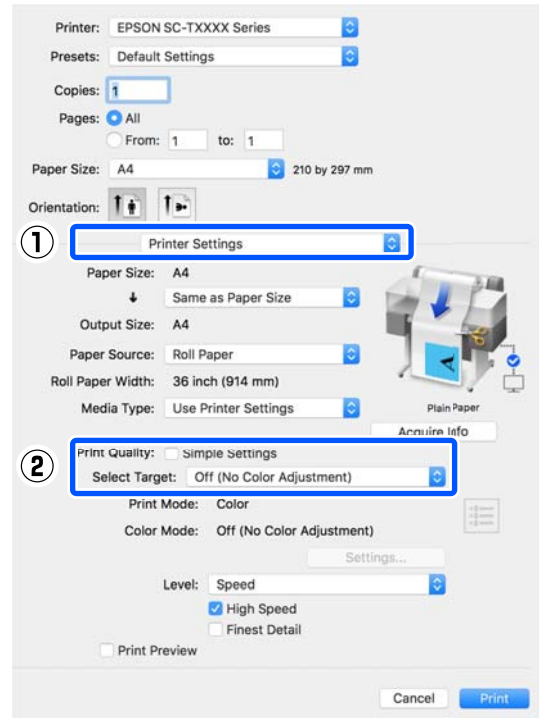 Printer: EPSON SC-TXXXX Series
Presets: Default Settings
Copies: 1
Pages: All
From: 1 to: 1
Paper Size: A4 210 by 297 mm
Orientation:
1 Printer Settings
Paper Size: A4
Same as Paper Size
Output Size: A4
Paper Source: Roll Paper
Roll Paper Width: 36 inch (914 mm)
Media Type: Use Printer Settings
Plain Paper
Acquire Info
2 Print Quality: Simple Settings
Select Target: Off (No Color Adjustment)
Print Mode: Color
Color Mode: Off (No Color Adjustment)
Settings...
Level: Speed
High Speed
Finest Detail
Print Preview
Cancel Print